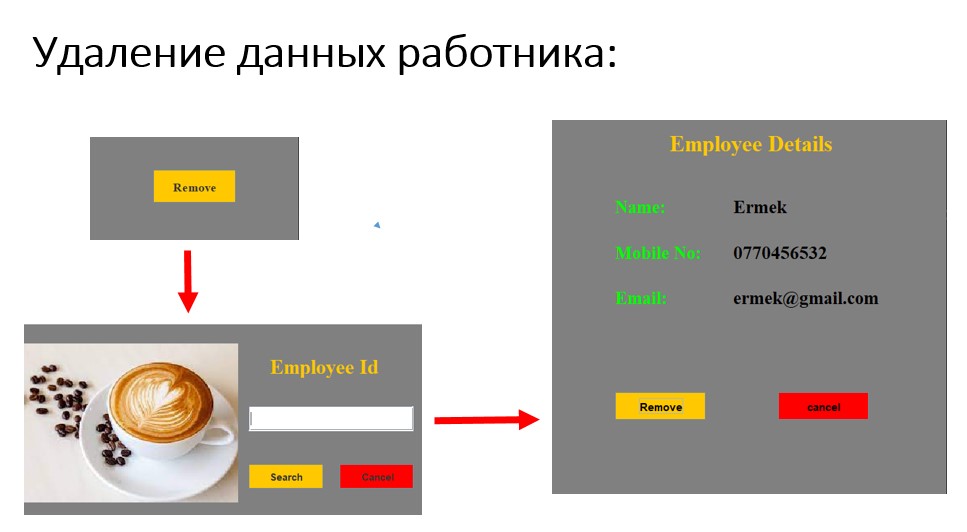 Удаление данных работника:
Remove
Employee Id
Search
Cancel
Employee Details
Name: Ermek
Mobile No: 0770456532
Email: ermek@gmail.com
Remove cancel